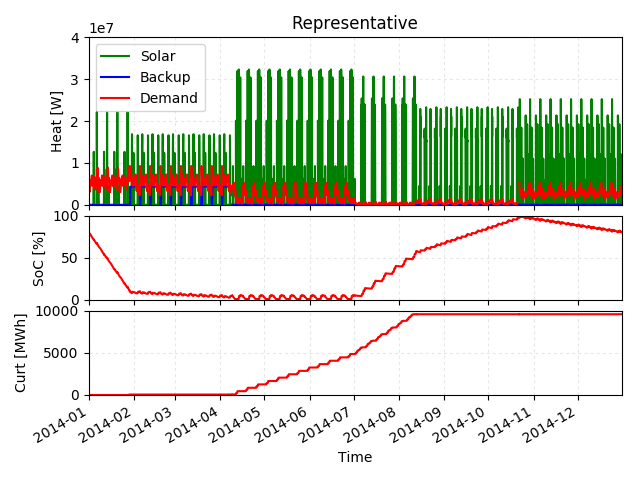 Representative
1e7
4
3
2
1
0
Heat [W]
Solar
Backup
Demand
100
50
0
SoC [%]
10000
5000
0
Curt [MWh]
2014-01
2014-02
2014-03
2014-04
2014-05
2014-06
2014-07
2014-08
2014-09
2014-10
2014-11
2014-12
Time